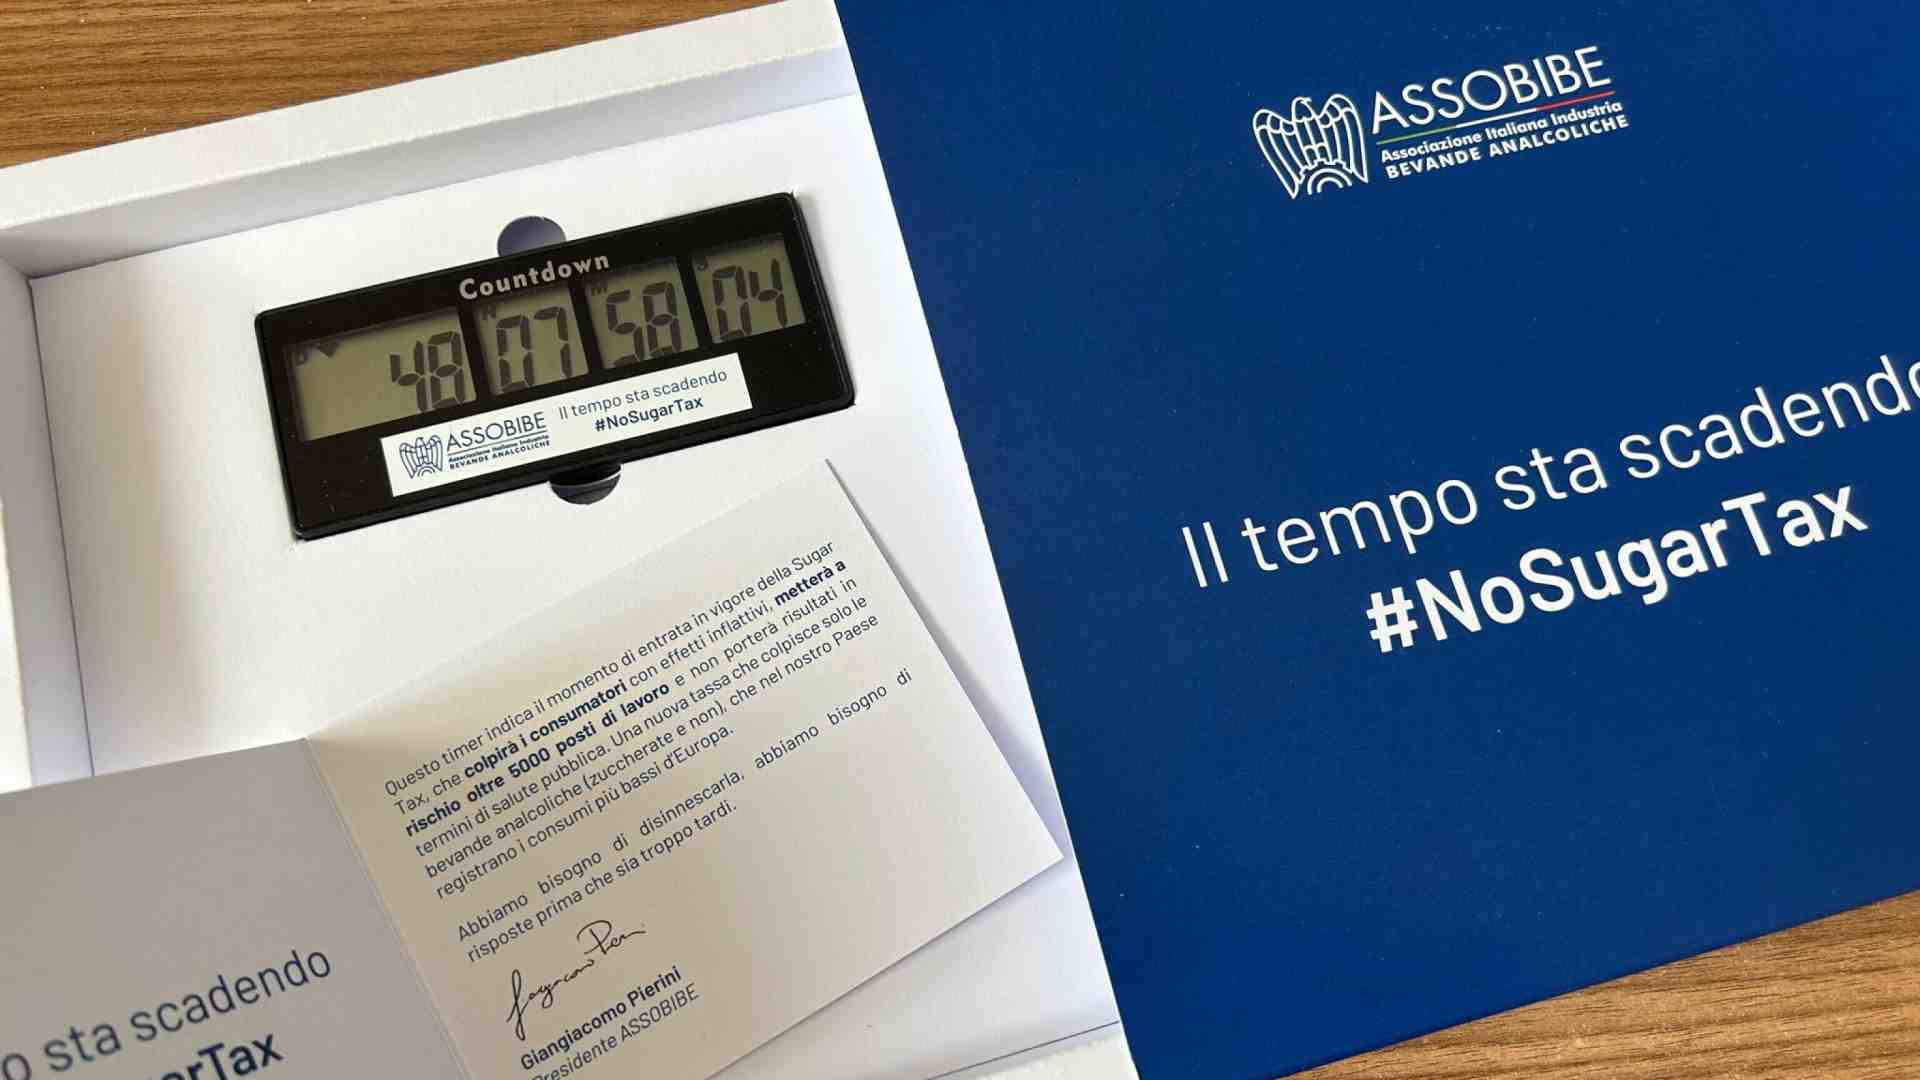 Countdown
D 48 H 07 M 58 S 04
ASSOBIBE
Associazione Italiana Industria
BEVANDE ANALCOLICHE
Il tempo sta scadendo
#NoSugarTax
Questo timer indica il momento di entrata in vigore della Sugar
Tax, che colpirà i consumatori con effetti inflattivi, metterà a
rischio oltre 5000 posti di lavoro e non porterà risultati in
termini di salute pubblica. Una nuova tassa che colpisce solo le
bevande analcoliche (zuccherate e non), che nel nostro Paese
registrano i consumi più bassi d'Europa.
Abbiamo bisogno di disinnescarla, abbiamo bisogno di
risposte prima che sia troppo tardi.
Giangiacomo Pierini
Presidente ASSOBIBE
o sta scadendo
rTax
ASSOBIBE
Associazione Italiana Industria
BEVANDE ANALCOLICHE
Il tempo sta scadendo
#NoSugarTax